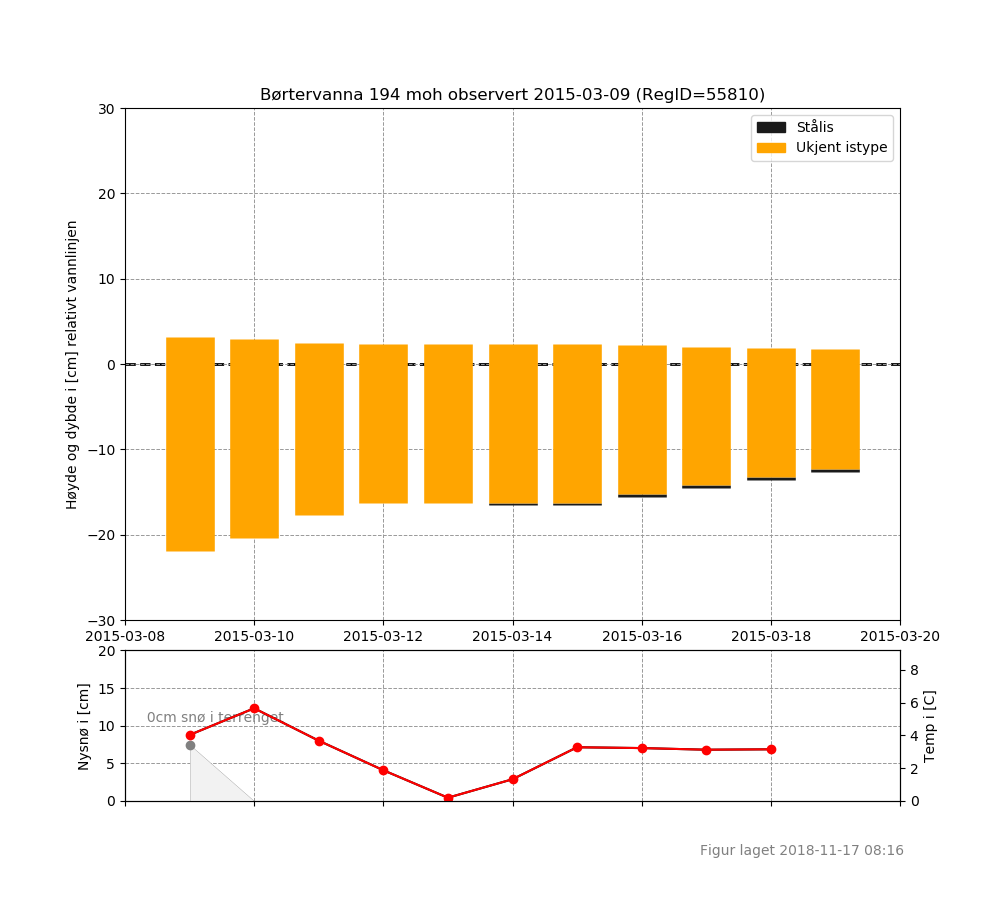 Børtervanna 194 moh observert 2015-03-09 (RegID=55810)
Stålis
Ukjent istype
Høyde og dybde i [cm] relativt vannlinjen
30
20
10
0
−10
−20
−30
2015-03-08 2015-03-10 2015-03-12 2015-03-14 2015-03-16 2015-03-18 2015-03-20
Nysnø i [cm]
20
15
10
5
0
0cm snø i terrenget
8
6
4
2
0
Temp i [C]
Figur laget 2018-11-17 08:16